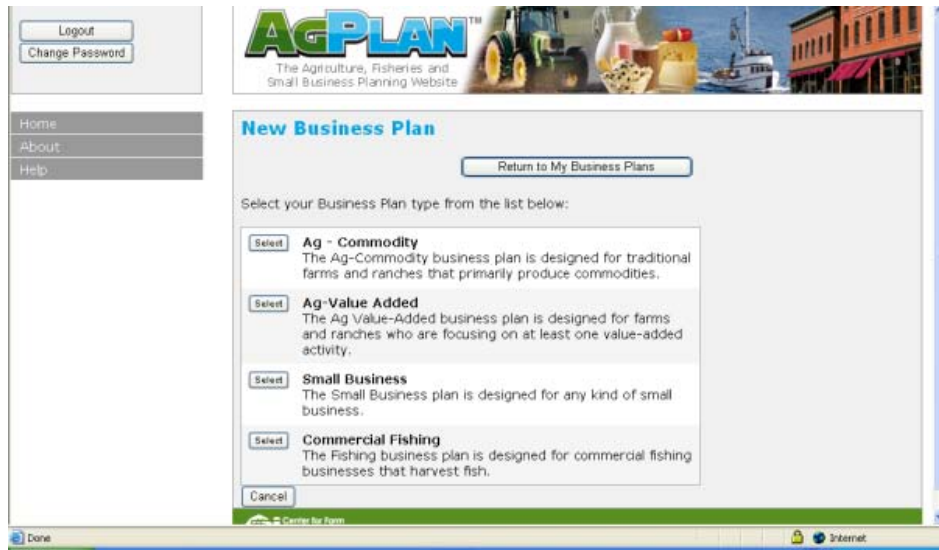 Logout
Change Password
AGPLAN™
The Agriculture, Fisheries and
Small Business Planning Website
Home
About
Help
New Business Plan
Return to My Business Plans
Select your Business Plan type from the list below:
Select
Ag - Commodity
The Ag-Commodity business plan is designed for traditional
farms and ranches that primarily produce commodities.
Select
Ag-Value Added
The Ag Value-Added business plan is designed for farms
and ranches who are focusing on at least one value-added
activity.
Select
Small Business
The Small Business plan is designed for any kind of small
business.
Select
Commercial Fishing
The Fishing business plan is designed for commercial fishing
businesses that harvest fish.
Cancel
Center for Farm
Done
Internet